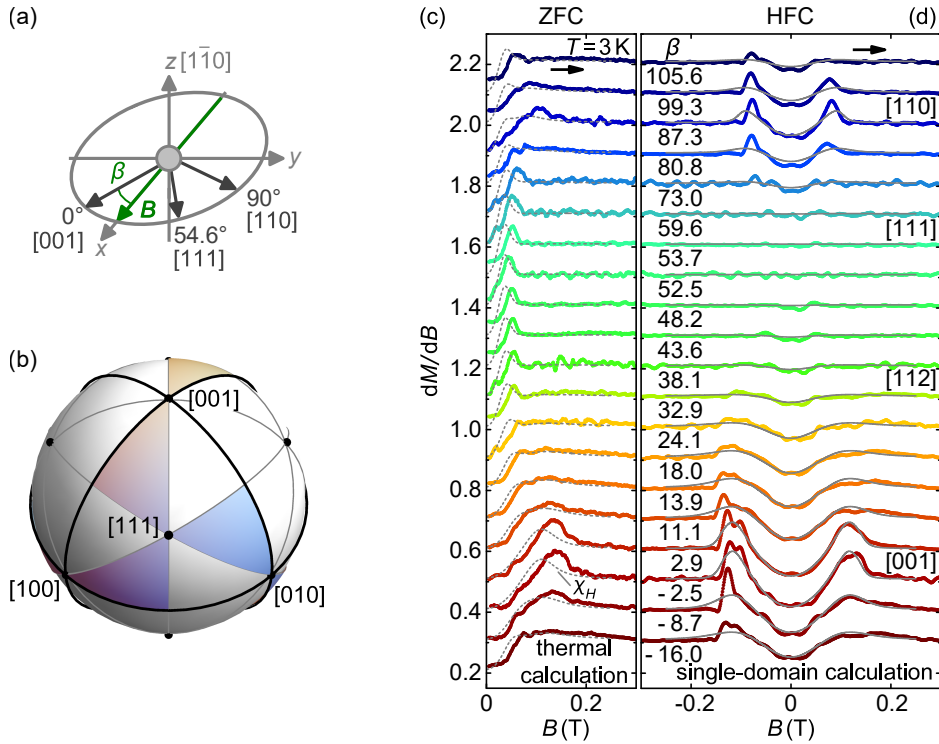 (a)
z [11̅0]
y
β
B
0°
[001]
x
54.6°
[111]
90°
[110]
(b)
[001]
[111]
[100]
[010]
(c)
ZFC
HFC
(d)
T = 3 K
β
2.2
2.0
1.8
1.6
1.4
1.2
1.0
0.8
0.6
0.4
0.2
dM/dB
105.6
99.3
[110]
87.3
80.8
73.0
59.6
[111]
53.7
52.5
48.2
43.6
38.1
[112]
32.9
24.1
18.0
13.9
11.1
2.9
[001]
- 2.5
- 8.7
- 16.0
χH
thermal
calculation
single-domain calculation
0
0.2
-0.2
0
0.2
B (T)
B (T)